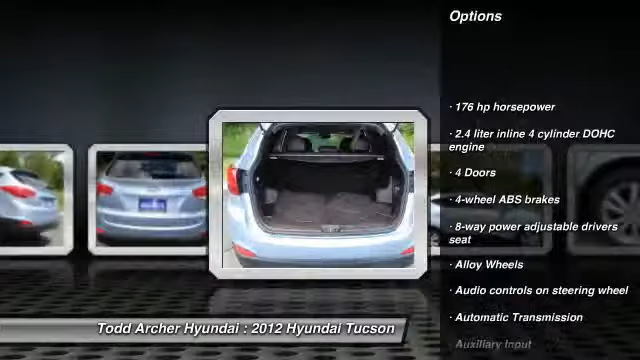 Options
· 176 hp horsepower
· 2.4 liter inline 4 cylinder DOHC
engine
· 4 Doors
· 4-wheel ABS brakes
· 8-way power adjustable drivers
seat
· Alloy Wheels
· Audio controls on steering wheel
· Automatic Transmission
· Auxiliary Input
Todd Archer Hyundai : 2012 Hyundai Tucson